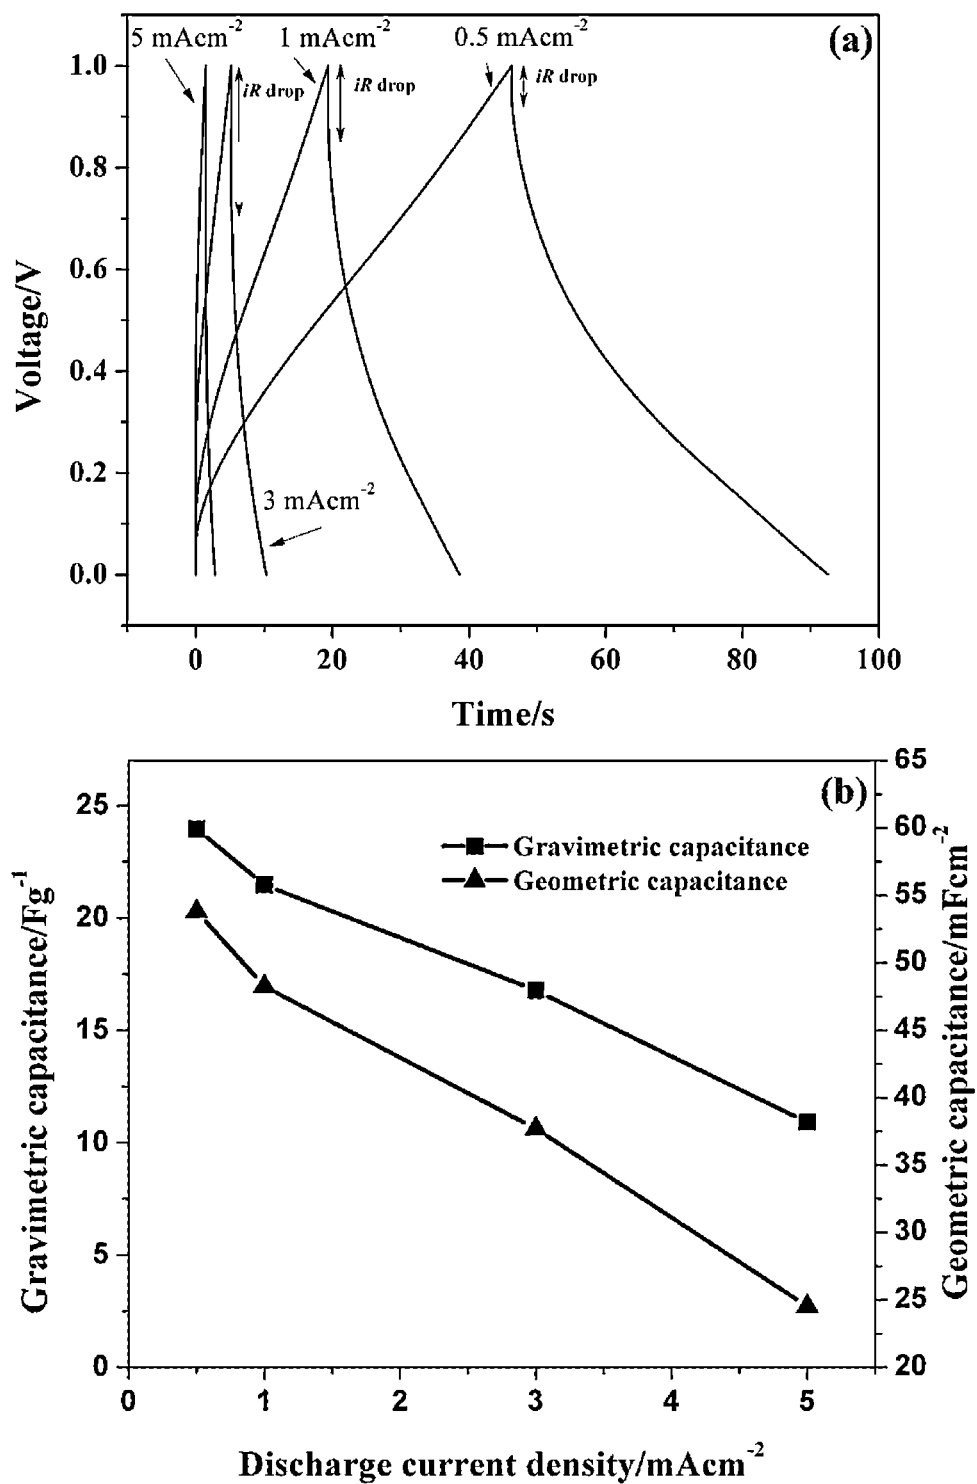 5 mAcm⁻² 1 mAcm⁻² 0.5 mAcm⁻² (a)
1.0
iR drop iR drop iR drop
0.8
0.6
0.4
0.2
3 mAcm⁻²
0.0
Voltage/V
0 20 40 60 80 100
Time/s
65
(b)
25 60
Gravimetric capacitance
Geometric capacitance
55
20
50
15 45
40
10
35
5 30
25
0 20
Gravimetric capacitance/Fg⁻¹
Geometric capacitance/mFcm⁻²
0 1 2 3 4 5
Discharge current density/mAcm⁻²